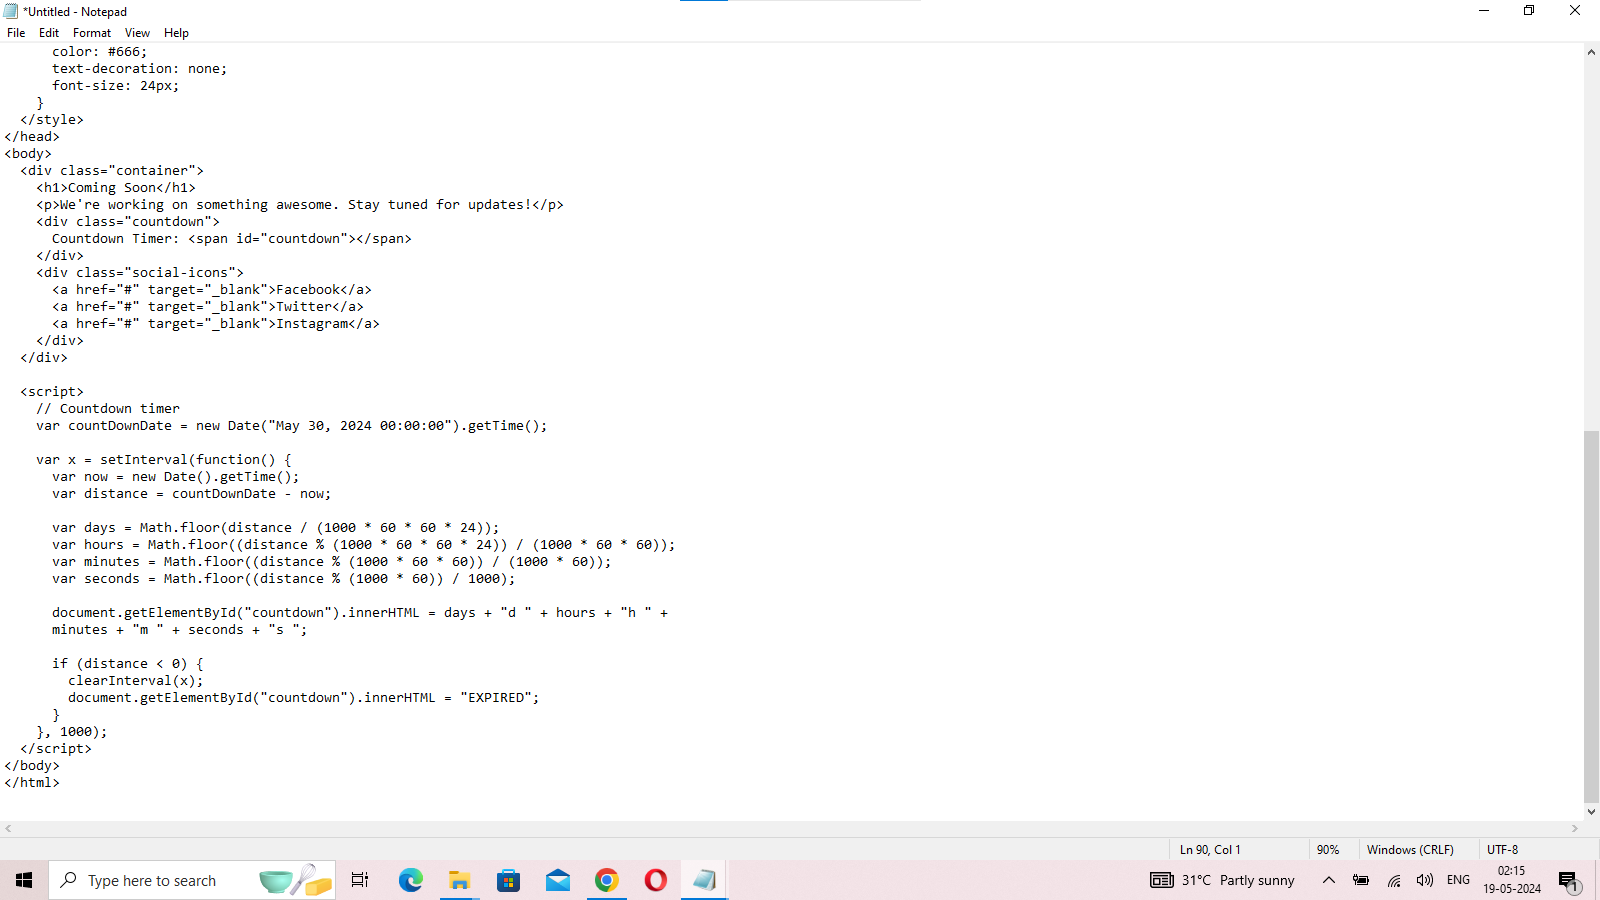 *Untitled - Notepad
File Edit Format View Help
      color: #666;
      text-decoration: none;
      font-size: 24px;
    }
  </style>
</head>
<body>
  <div class="container">
    <h1>Coming Soon</h1>
    <p>We're working on something awesome. Stay tuned for updates!</p>
    <div class="countdown">
      Countdown Timer: <span id="countdown"></span>
    </div>
    <div class="social-icons">
      <a href="#" target="_blank">Facebook</a>
      <a href="#" target="_blank">Twitter</a>
      <a href="#" target="_blank">Instagram</a>
    </div>
  </div>

  <script>
    // Countdown timer
    var countDownDate = new Date("May 30, 2024 00:00:00").getTime();

    var x = setInterval(function() {
      var now = new Date().getTime();
      var distance = countDownDate - now;

      var days = Math.floor(distance / (1000 * 60 * 60 * 24));
      var hours = Math.floor((distance % (1000 * 60 * 60 * 24)) / (1000 * 60 * 60));
      var minutes = Math.floor((distance % (1000 * 60 * 60)) / (1000 * 60));
      var seconds = Math.floor((distance % (1000 * 60)) / 1000);

      document.getElementById("countdown").innerHTML = days + "d " + hours + "h " +
      minutes + "m " + seconds + "s ";

      if (distance < 0) {
        clearInterval(x);
        document.getElementById("countdown").innerHTML = "EXPIRED";
      }
    }, 1000);
  </script>
</body>
</html>
Ln 90, Col 1
90%
Windows (CRLF)
UTF-8
Type here to search
31°C Partly sunny
ENG
02:15
19-05-2024
1